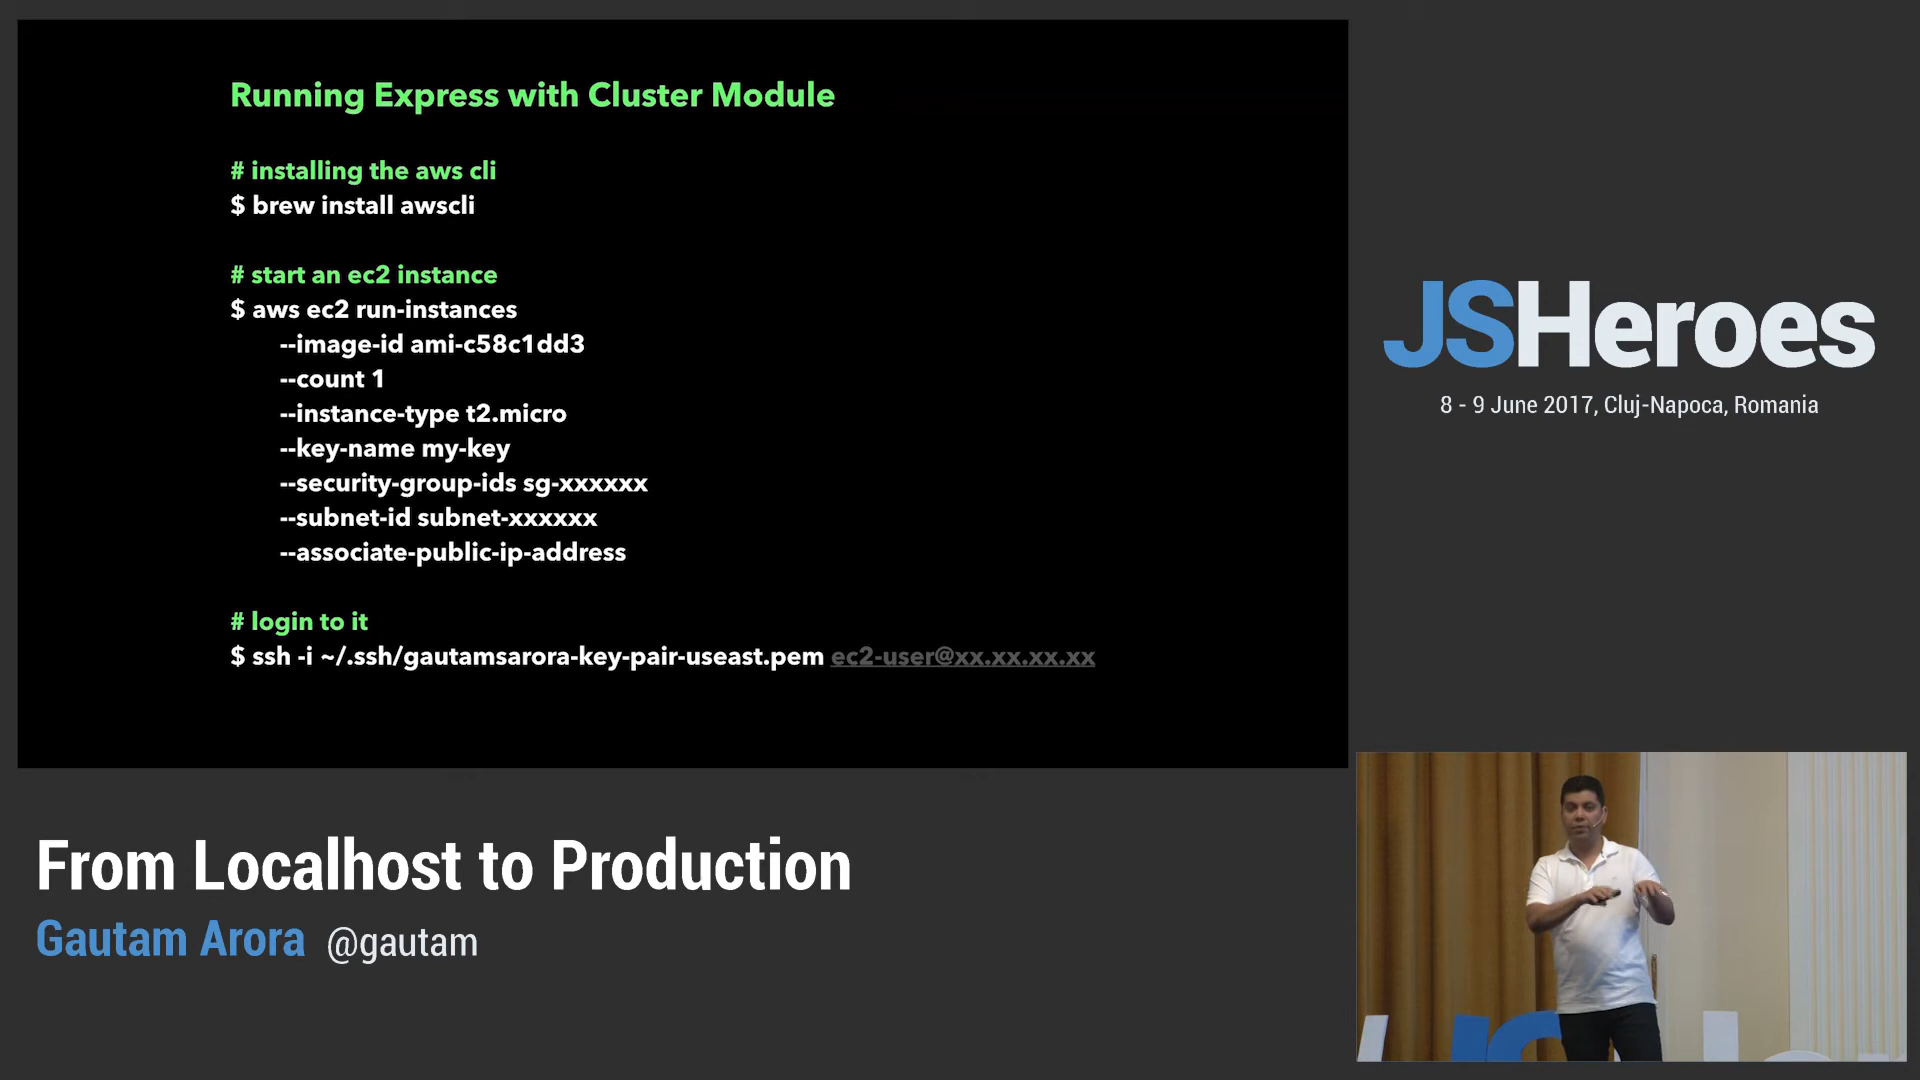 Running Express with Cluster Module
# installing the aws cli
$ brew install awscli
# start an ec2 instance
$ aws ec2 run-instances
--image-id ami-c58c1dd3
--count 1
--instance-type t2.micro
--key-name my-key
--security-group-ids sg-xxxxxx
--subnet-id subnet-xxxxxx
--associate-public-ip-address
# login to it
$ ssh -i ~/.ssh/gautamsarora-key-pair-useast.pem ec2-user@xx.xx.xx.xx
JSHeroes
8 - 9 June 2017, Cluj-Napoca, Romania
From Localhost to Production
Gautam Arora @gautam